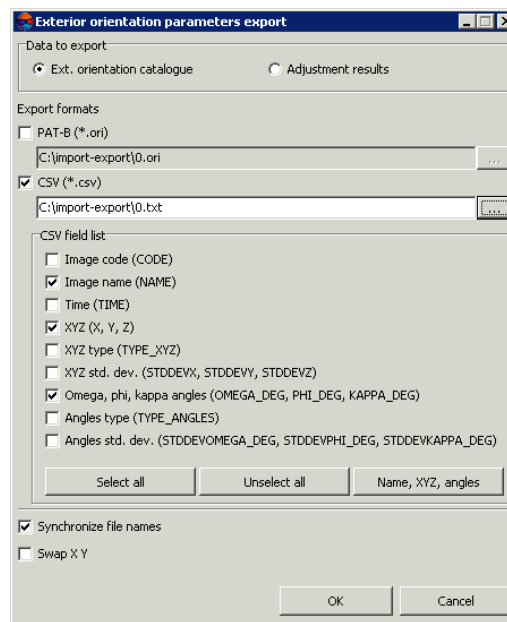 Exterior orientation parameters export
Data to export
Ext. orientation catalogue Adjustment results
Export formats
PAT-B (*.ori)
C:\import-export\0.ori ...
CSV (*.csv)
C:\import-export\0.txt ...
CSV field list
Image code (CODE)
Image name (NAME)
Time (TIME)
XYZ (X, Y, Z)
XYZ type (TYPE_XYZ)
XYZ std. dev. (STDDEVX, STDDEVY, STDDEVZ)
Omega, phi, kappa angles (OMEGA_DEG, PHI_DEG, KAPPA_DEG)
Angles type (TYPE_ANGLES)
Angles std. dev. (STDDEVOMEGA_DEG, STDDEVPHI_DEG, STDDEVKAPPA_DEG)
Select all Unselect all Name, XYZ, angles
Synchronize file names
Swap X Y
OK Cancel